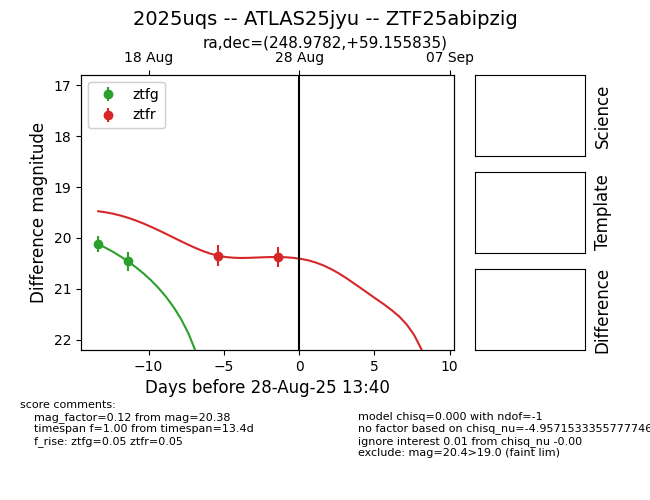 2025uqs -- ATLAS25jyu -- ZTF25abipzig
ra,dec=(248.9782,+59.155835)
18 Aug 28 Aug 07 Sep
ztfg
ztfr
17
18
19
20
21
22
Difference magnitude
−10 −5 0 5 10
Days before 28-Aug-25 13:40
Science
Template
Difference
score comments:
mag_factor=0.12 from mag=20.38
timespan f=1.00 from timespan=13.4d
f_rise: ztfg=0.05 ztfr=0.05
model chisq=0.000 with ndof=-1
no factor based on chisq_nu=-4.9571533355777746
ignore interest 0.01 from chisq_nu -0.00
exclude: mag=20.4>19.0 (faint lim)